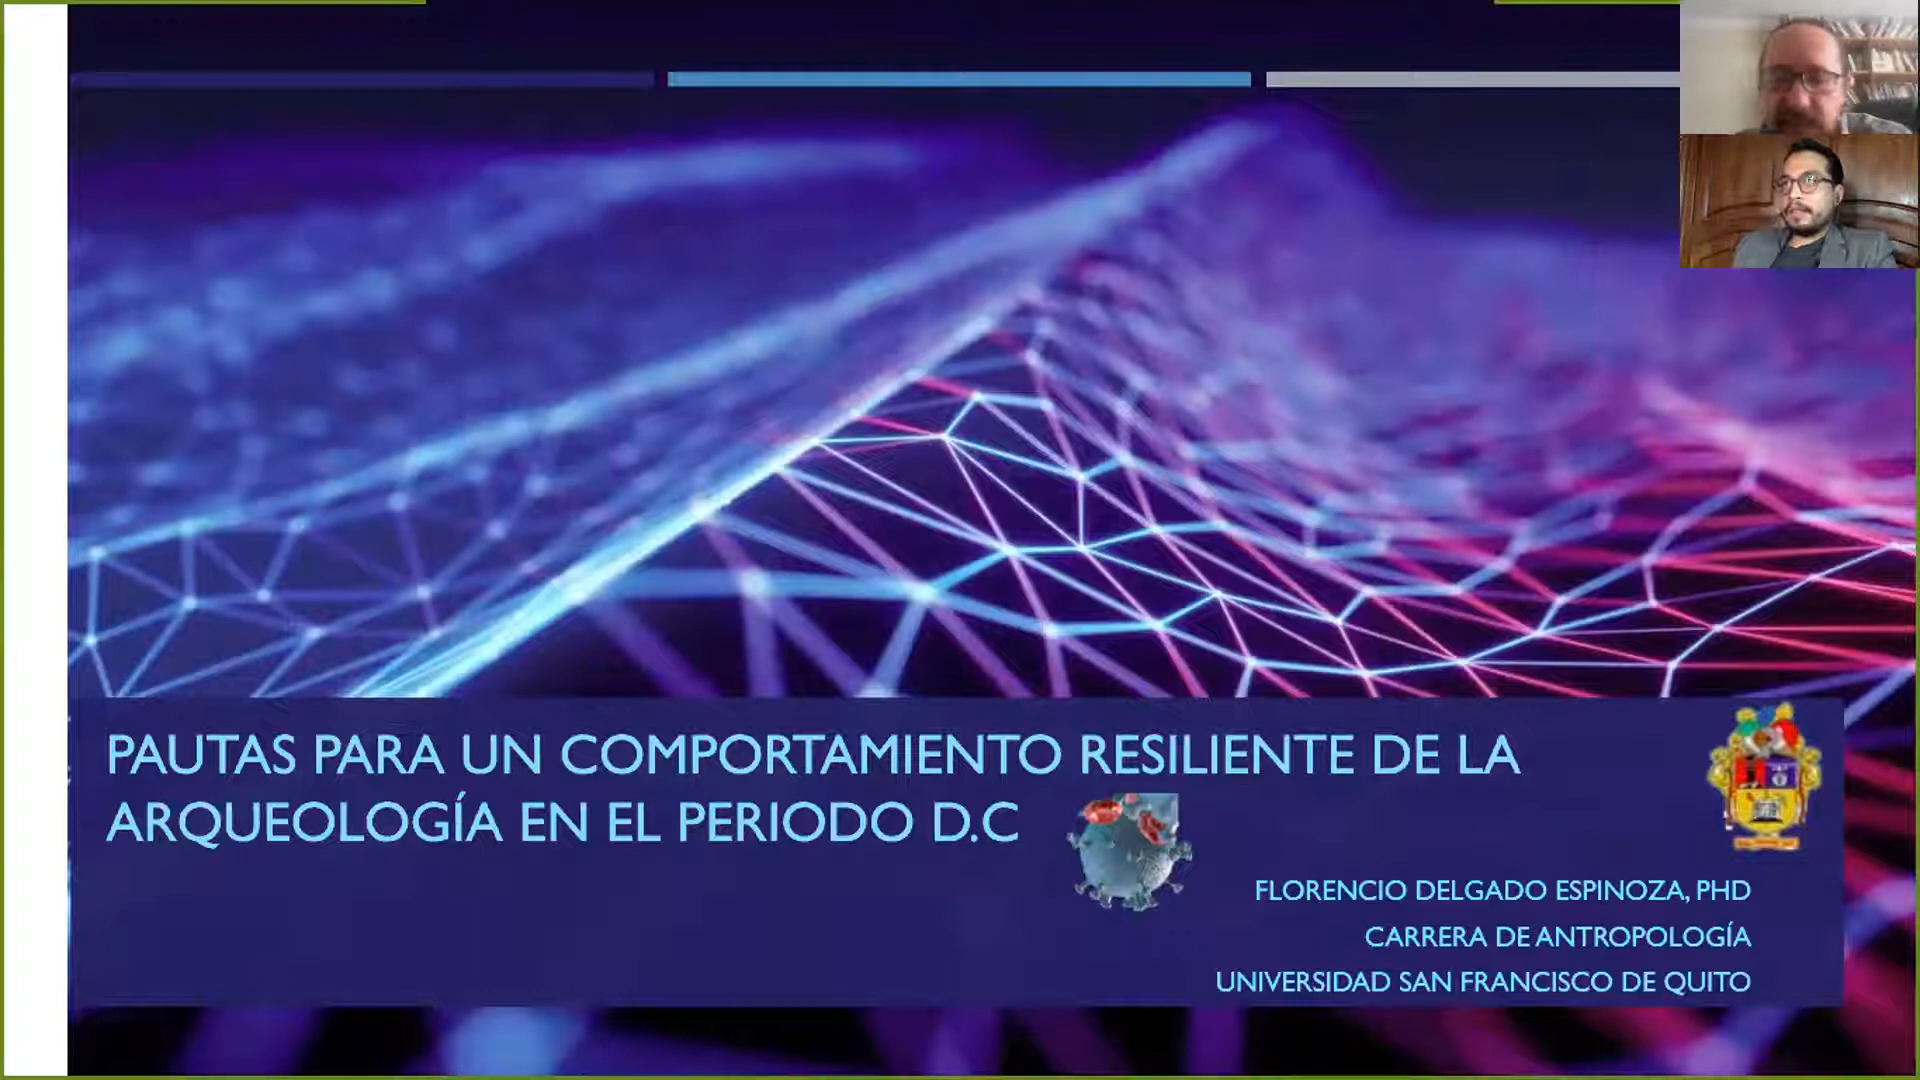 PAUTAS PARA UN COMPORTAMIENTO RESILIENTE DE LA
ARQUEOLOGÍA EN EL PERIODO D.C
FLORENCIO DELGADO ESPINOZA, PHD
CARRERA DE ANTROPOLOGÍA
UNIVERSIDAD SAN FRANCISCO DE QUITO